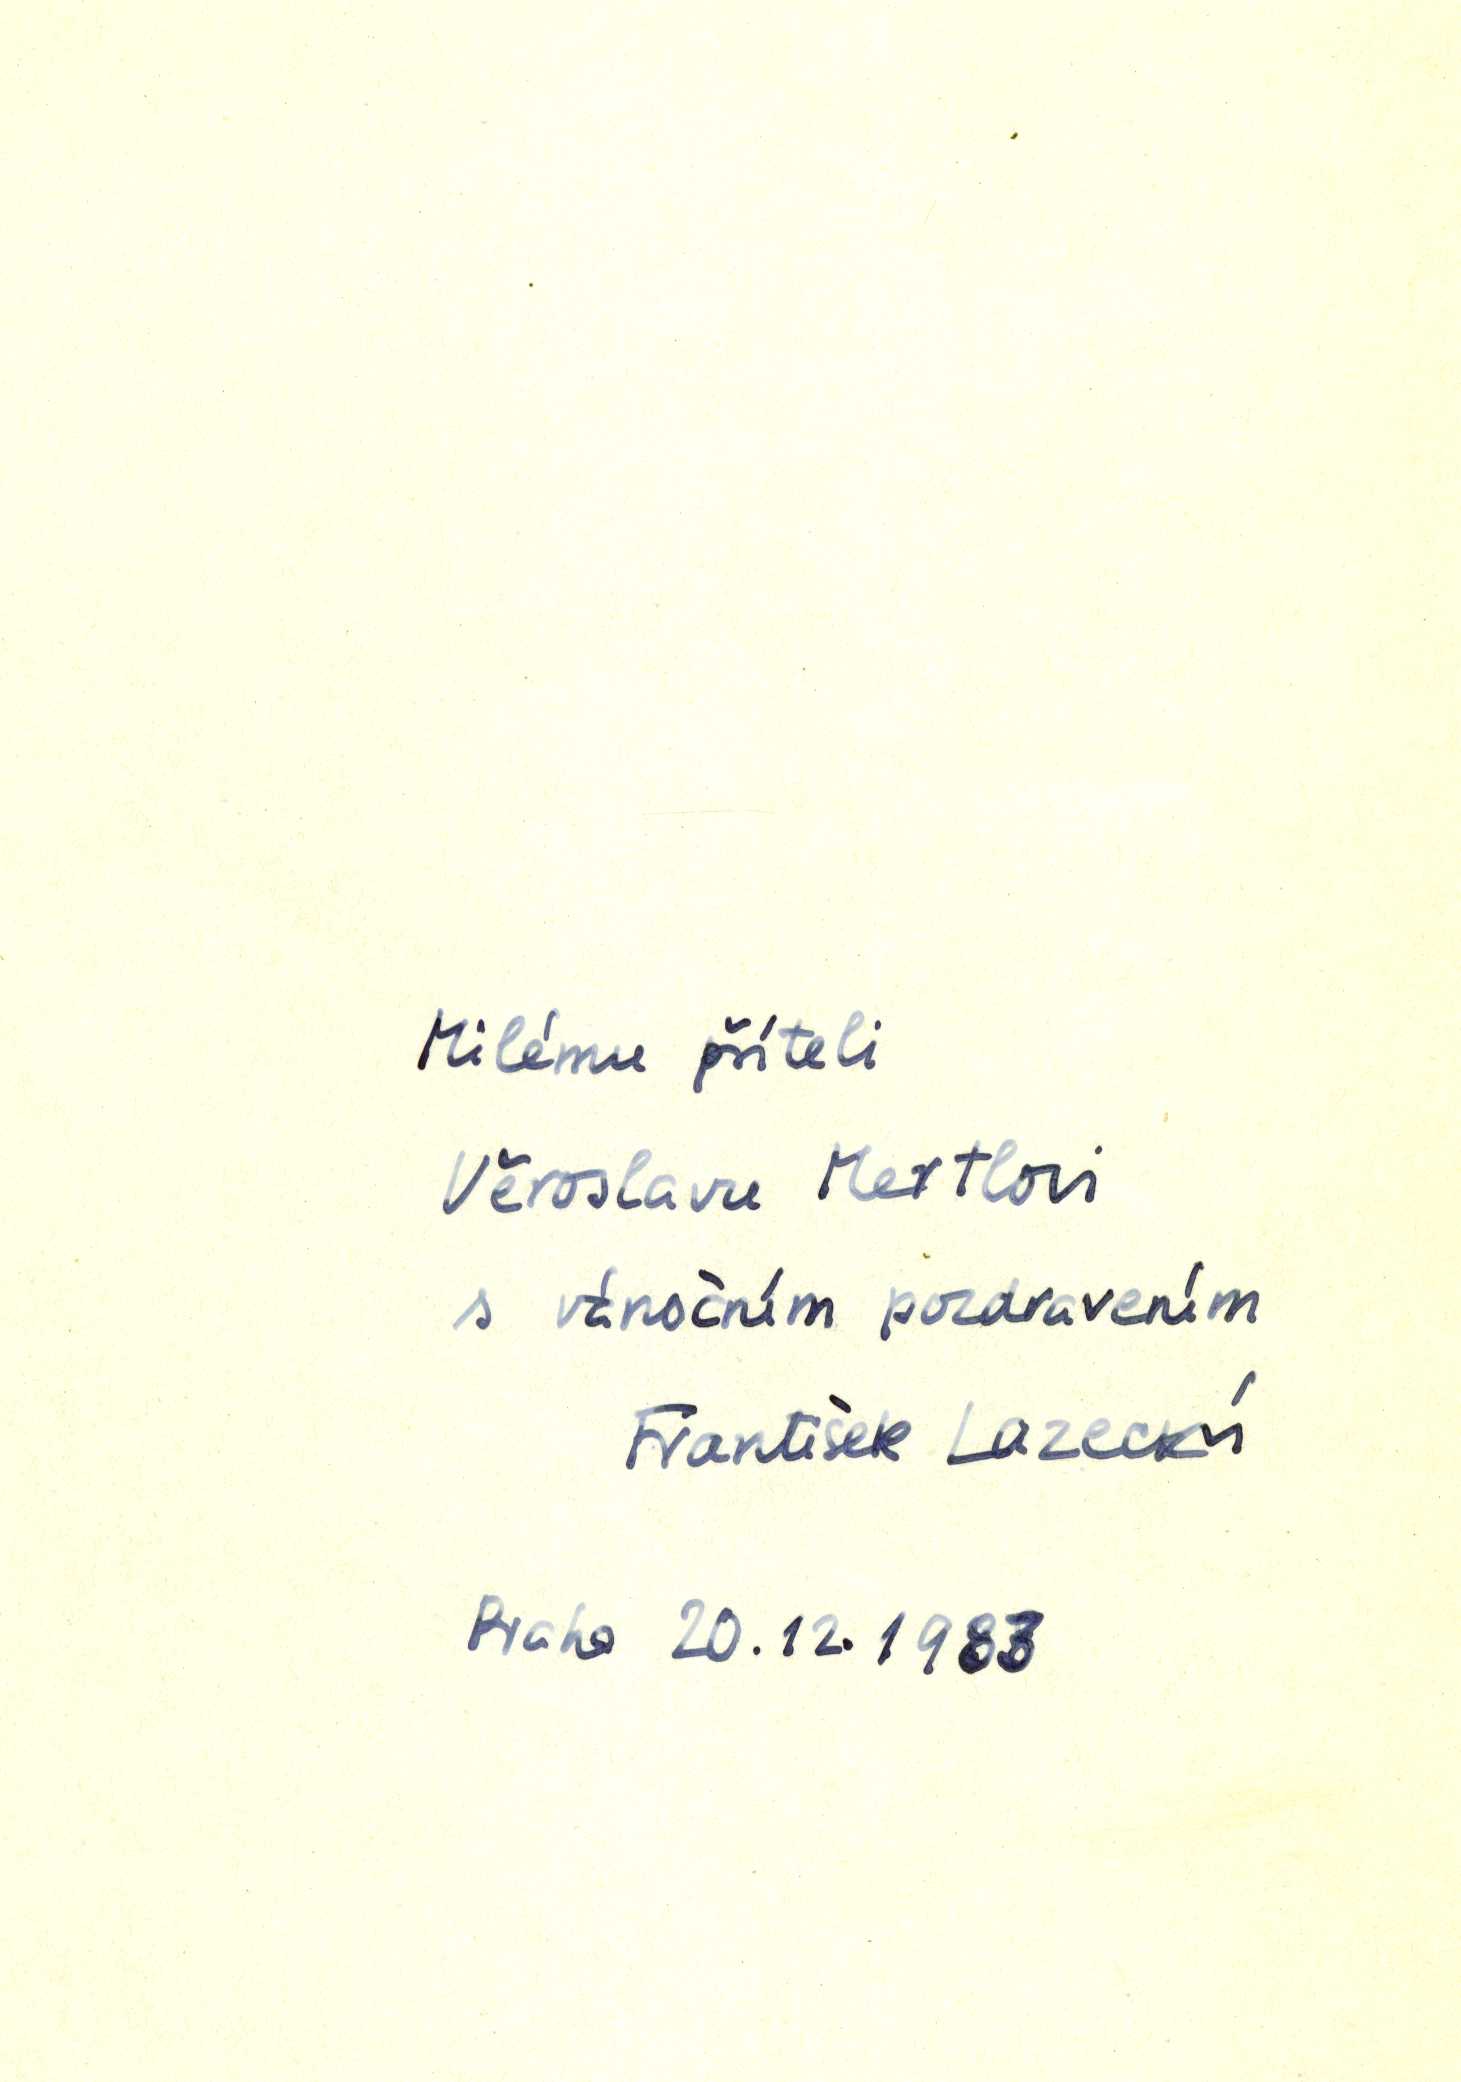 Milému příteli
Věroslavu Mertlovi
s vánočním pozdravením
František Lazecký
Praha 20.12.1983